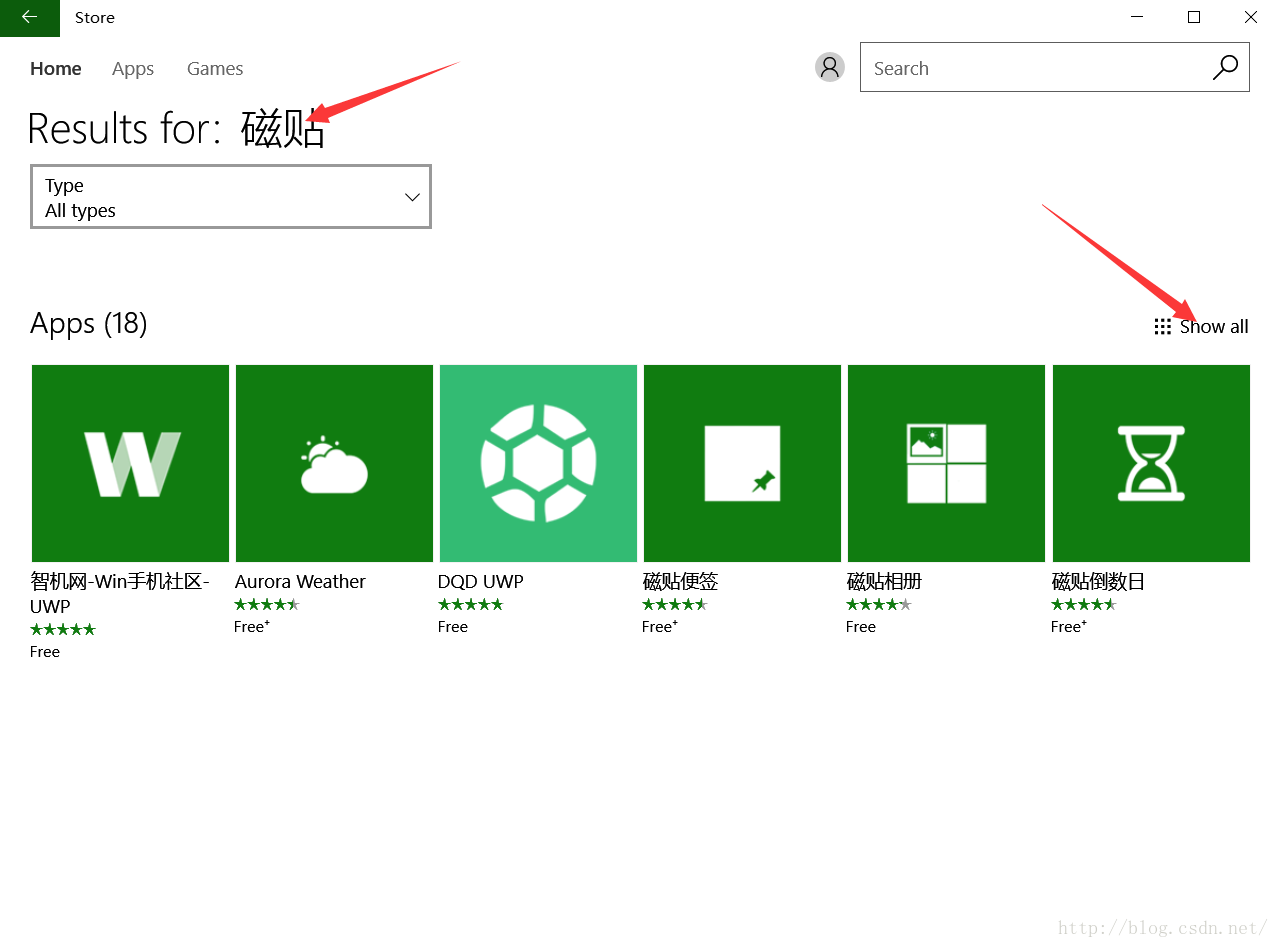 Store
Home Apps Games
Search
Results for: 磁贴
Type
All types
Apps (18)
Show all
智机网-Win手机社区-
UWP
Free
Aurora Weather
Free+
DQD UWP
Free
磁贴便签
Free+
磁贴相册
Free
磁贴倒数日
Free+
http://blog.csdn.net/